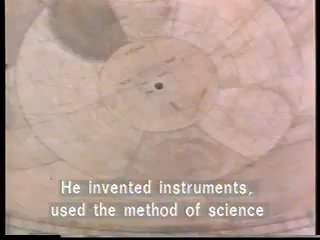 He invented instruments,
used the method of science